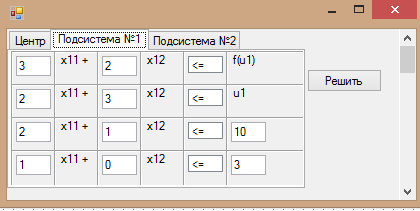 Центр Подсистема №1 Подсистема №2
3 x11 + 2 x12 <= f(u1)
Решить
2 x11 + 3 x12 <= u1
2 x11 + 1 x12 <= 10
1 x11 + 0 x12 <= 3